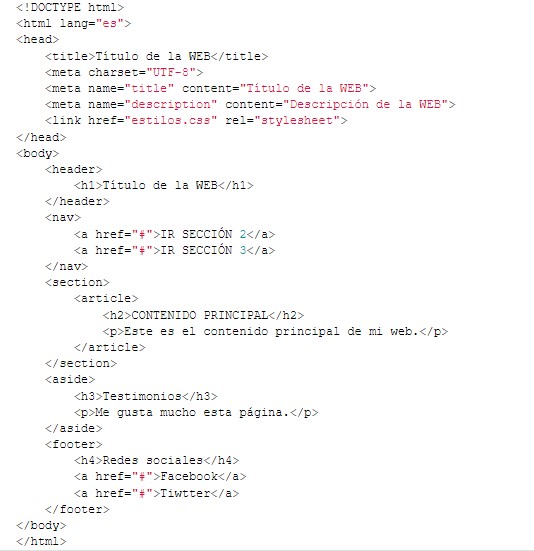 <!DOCTYPE html>
<html lang="es">
<head>
    <title>Título de la WEB</title>
    <meta charset="UTF-8">
    <meta name="title" content="Título de la WEB">
    <meta name="description" content="Descripción de la WEB">
    <link href="estilos.css" rel="stylesheet">
</head>
<body>
    <header>
        <h1>Título de la WEB</h1>
    </header>
    <nav>
        <a href="#">IR SECCIÓN 2</a>
        <a href="#">IR SECCIÓN 3</a>
    </nav>
    <section>
        <article>
            <h2>CONTENIDO PRINCIPAL</h2>
            <p>Este es el contenido principal de mi web.</p>
        </article>
    </section>
    <aside>
        <h3>Testimonios</h3>
        <p>Me gusta mucho esta página.</p>
    </aside>
    <footer>
        <h4>Redes sociales</h4>
        <a href="#">Facebook</a>
        <a href="#">Tiwtter</a>
    </footer>
</body>
</html>